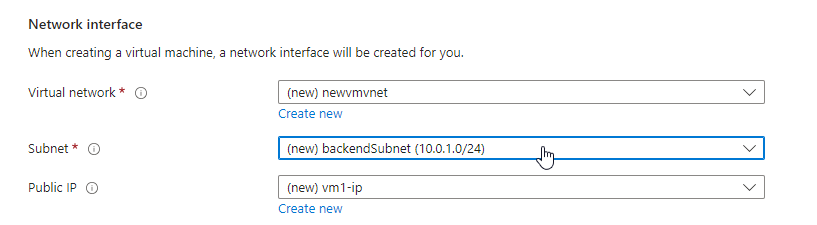 Network interface
When creating a virtual machine, a network interface will be created for you.
Virtual network *
(new) newvmvnet
Create new
Subnet *
(new) backendSubnet (10.0.1.0/24)
Public IP
(new) vm1-ip
Create new